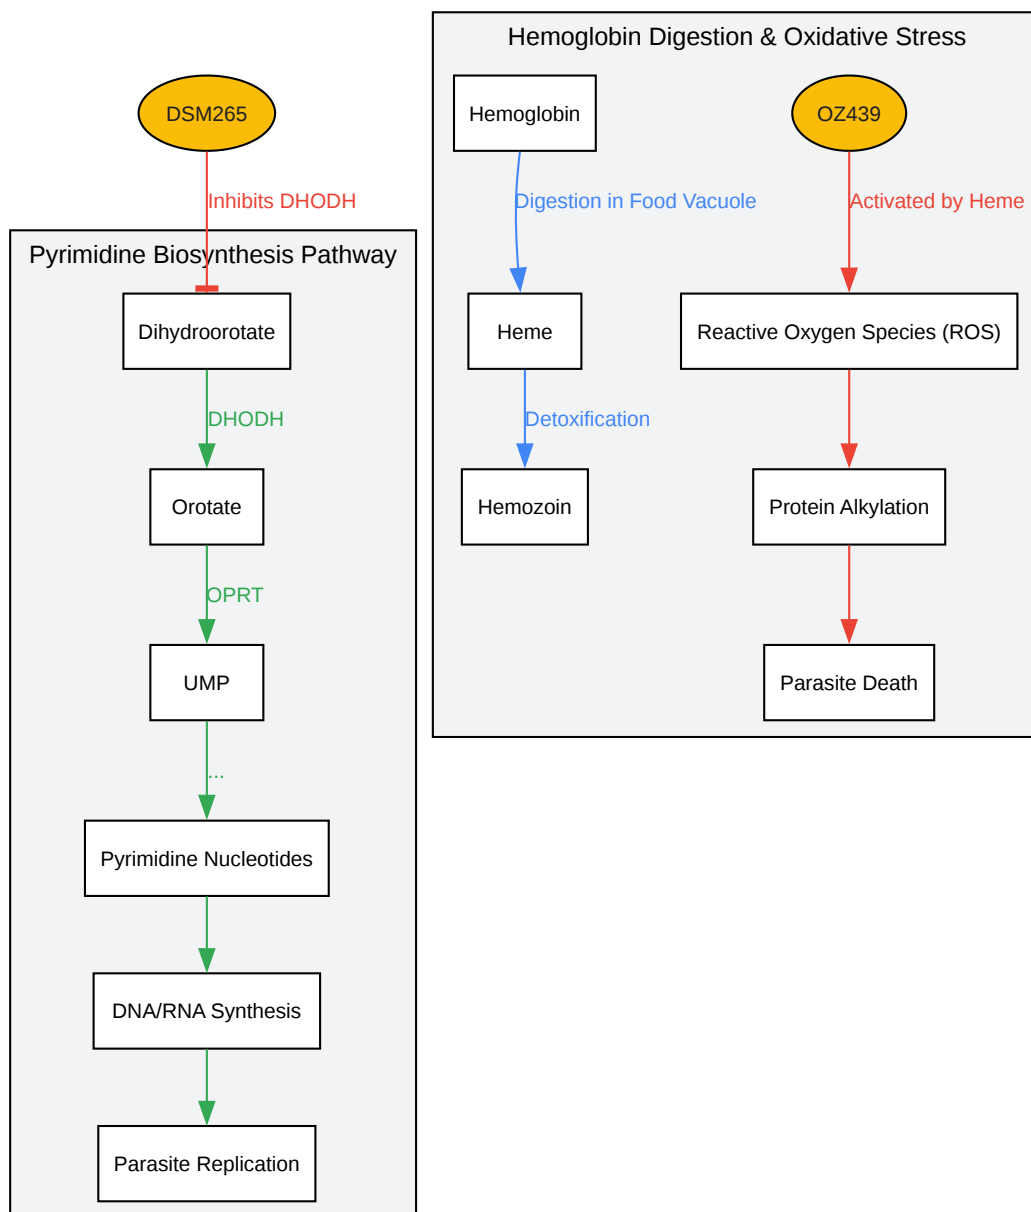 DSM265
Inhibits DHODH
Pyrimidine Biosynthesis Pathway
Dihydroorotate
DHODH
Orotate
OPRT
UMP
...
Pyrimidine Nucleotides
DNA/RNA Synthesis
Parasite Replication
Hemoglobin Digestion & Oxidative Stress
Hemoglobin
Digestion in Food Vacuole
Heme
Detoxification
Hemozoin
OZ439
Activated by Heme
Reactive Oxygen Species (ROS)
Protein Alkylation
Parasite Death